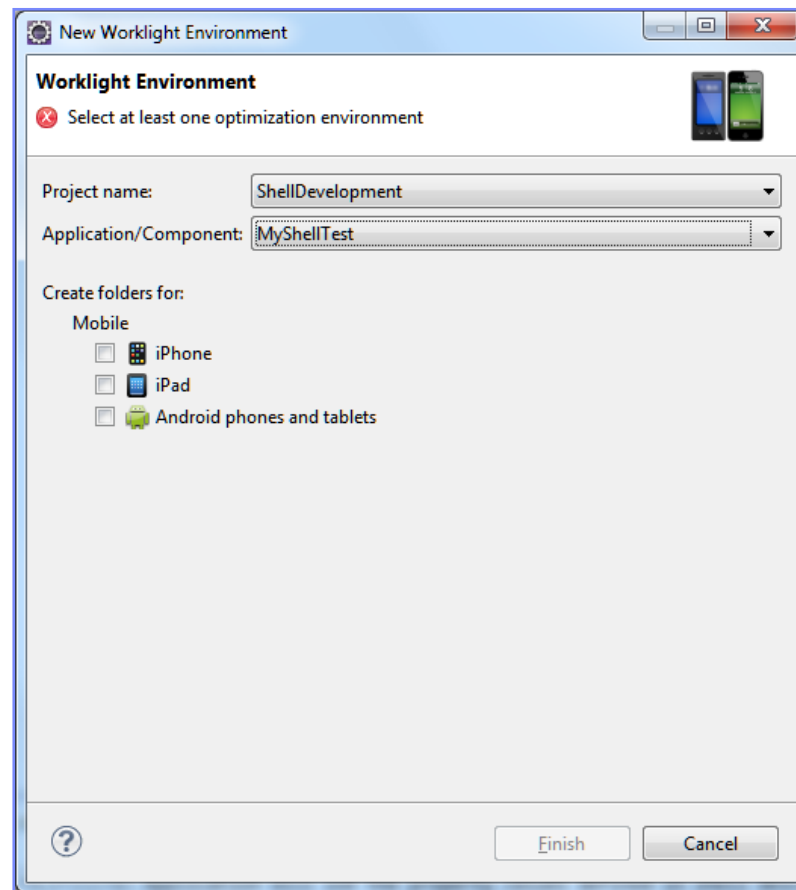 New Worklight Environment
Worklight Environment
Select at least one optimization environment
Project name: ShellDevelopment
Application/Component: MyShellTest
Create folders for:
Mobile
iPhone
iPad
Android phones and tablets
Finish Cancel